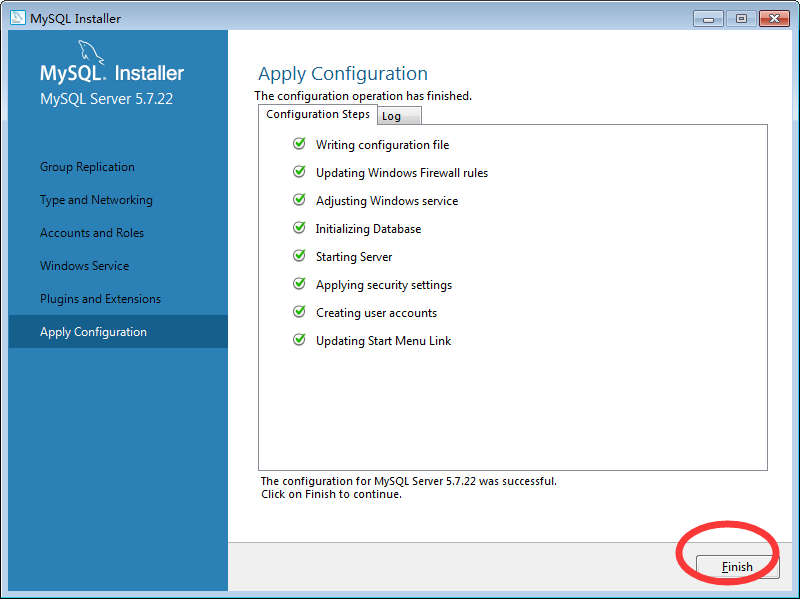 MySQL Installer
MySQL. Installer
MySQL Server 5.7.22
Group Replication
Type and Networking
Accounts and Roles
Windows Service
Plugins and Extensions
Apply Configuration
Apply Configuration
The configuration operation has finished.
Configuration Steps Log
Writing configuration file
Updating Windows Firewall rules
Adjusting Windows service
Initializing Database
Starting Server
Applying security settings
Creating user accounts
Updating Start Menu Link
The configuration for MySQL Server 5.7.22 was successful.
Click on Finish to continue.
Finish